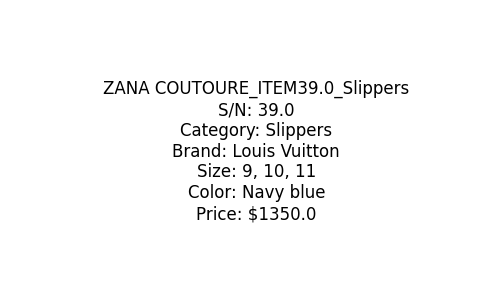 ZANA COUTOURE_ITEM39.0_Slippers
S/N: 39.0
Category: Slippers
Brand: Louis Vuitton
Size: 9, 10, 11
Color: Navy blue
Price: $1350.0